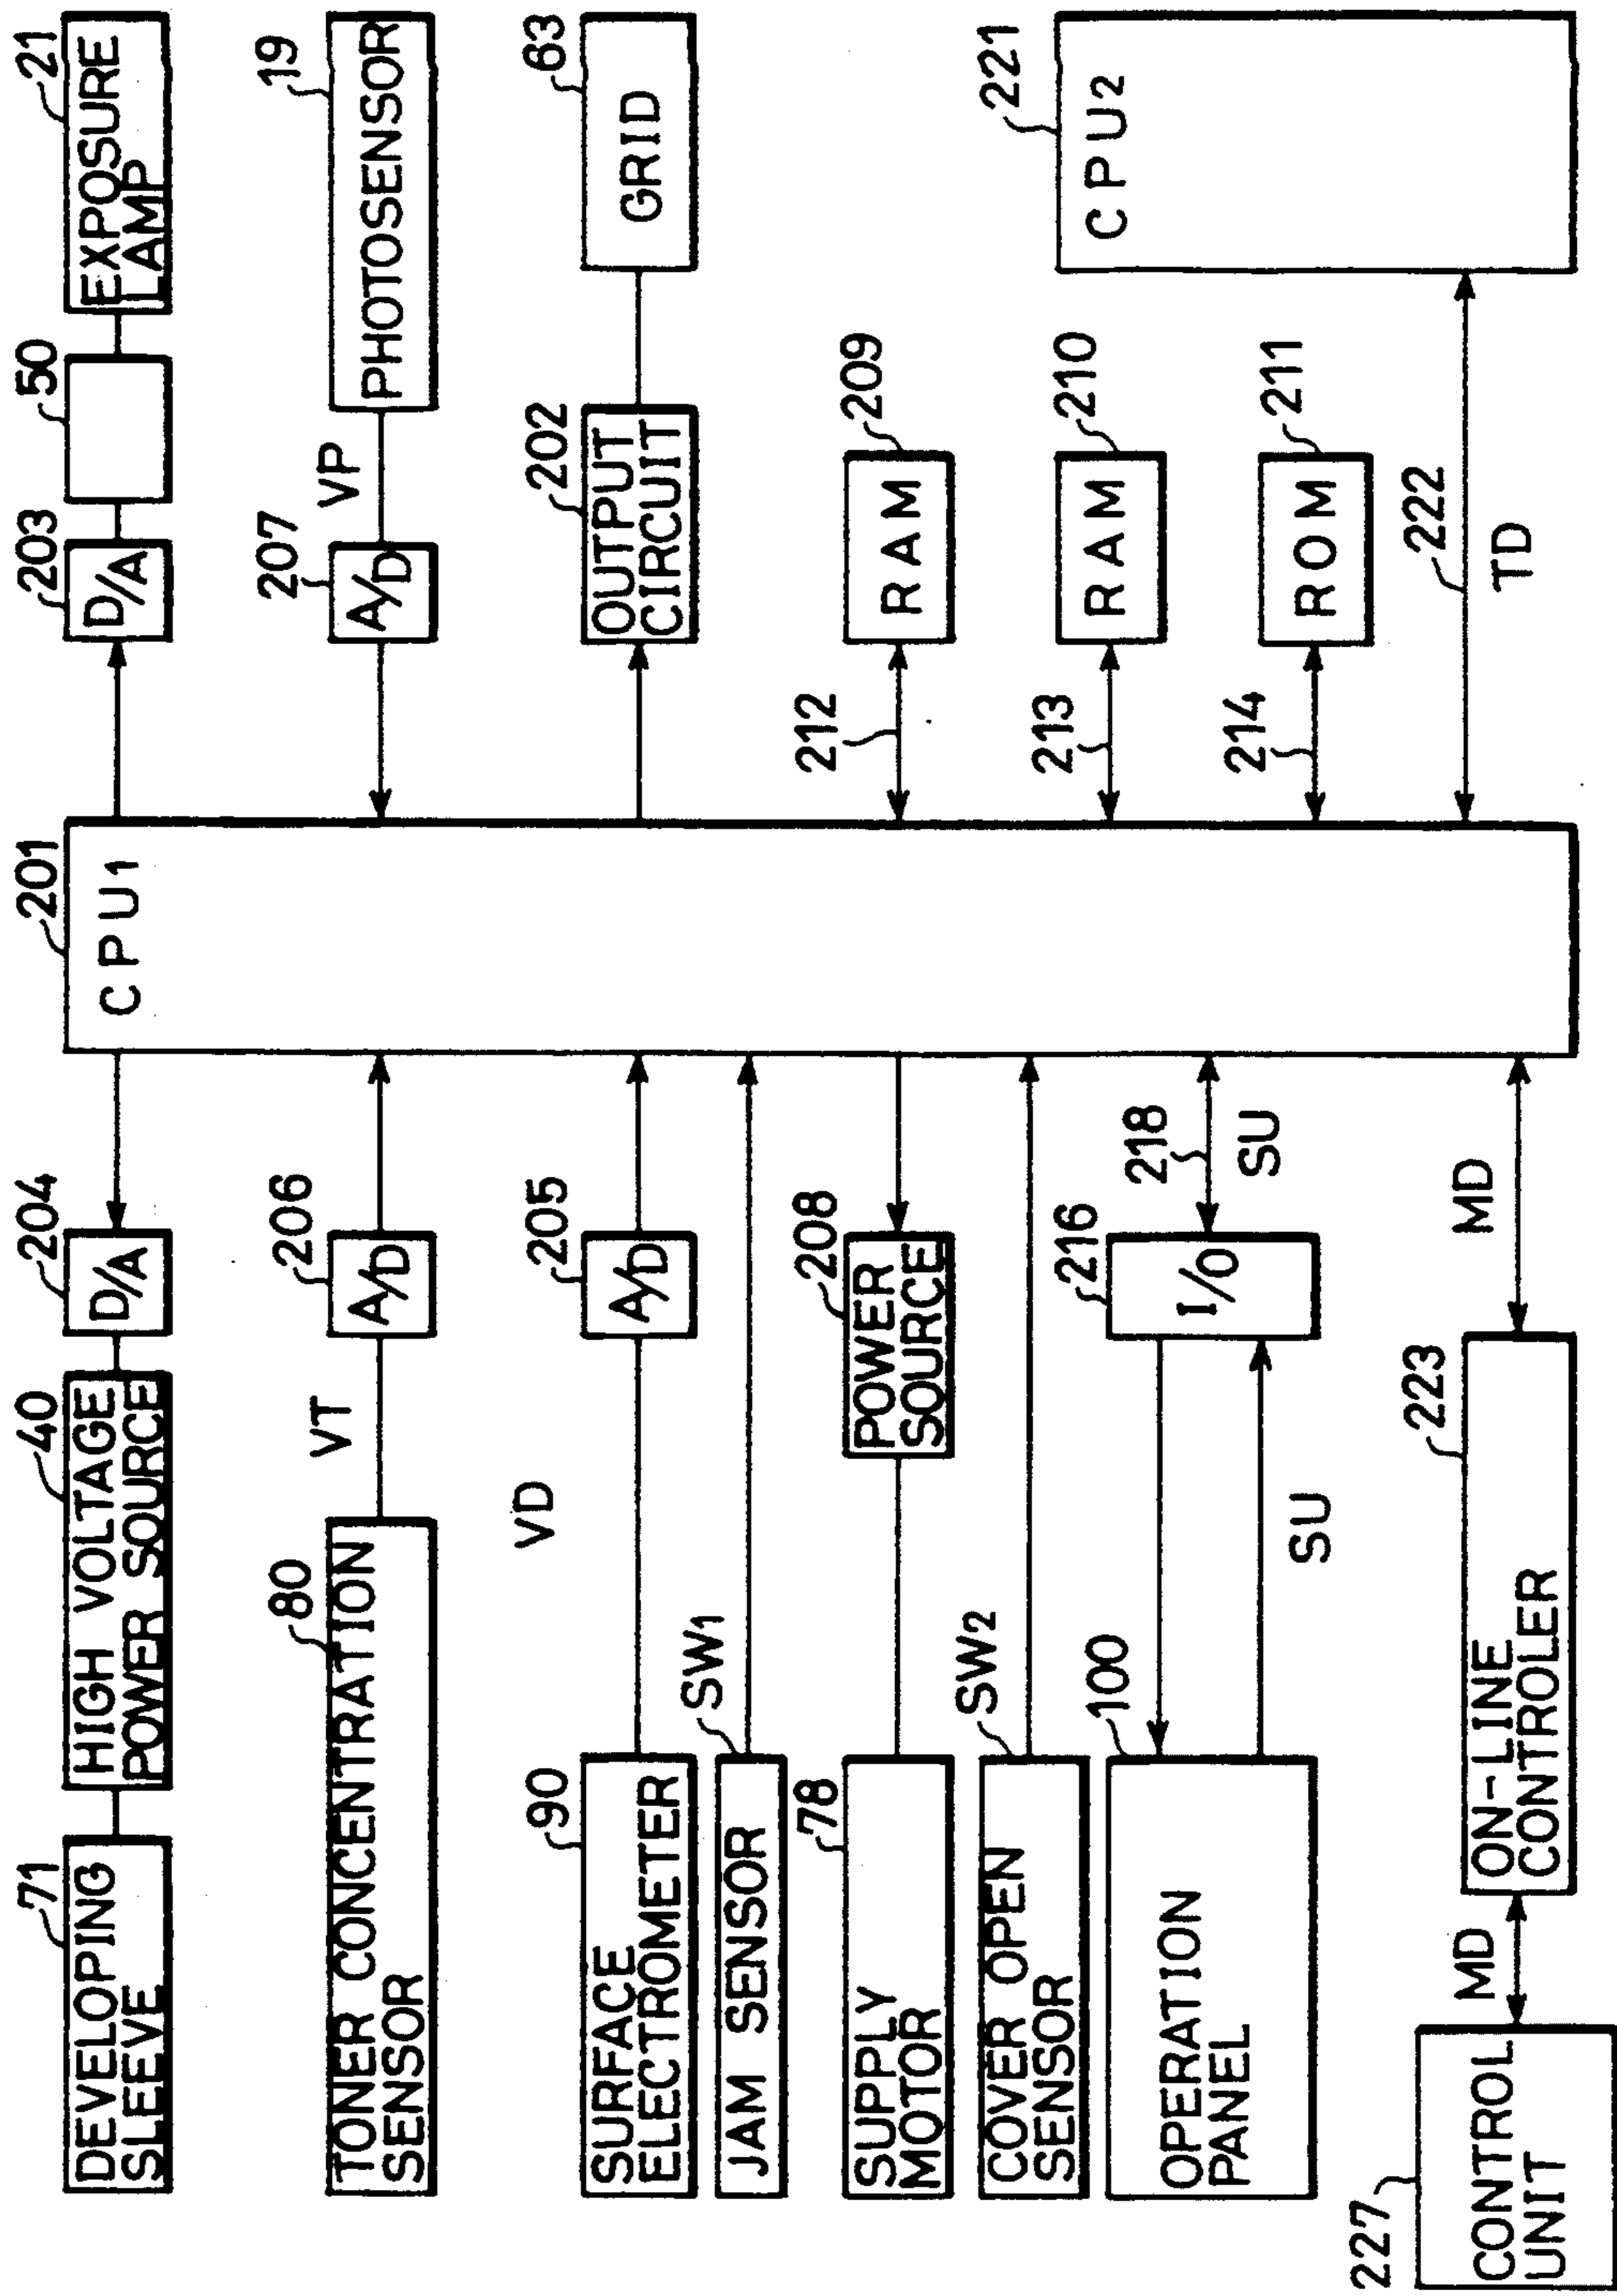 71
DEVELOPING
SLEEVE
40
HIGH VOLTAGE
POWER SOURCE
204
D/A
201
CPU1
203
D/A
50
21
EXPOSURE
LAMP
80
TONER CONCENTRATION
SENSOR
VT
206
A/D
207
A/D
VP
19
PHOTOSENSOR
90
SURFACE
ELECTROMETER
VD
205
A/D
202
OUTPUT
CIRCUIT
63
GRID
JAM SENSOR
SW1
78
SUPPLY
MOTOR
208
POWER
SOURCE
212
209
RAM
COVER OPEN
SENSOR
SW2
100
OPERATION
PANEL
SU
216
I/O
218
SU
213
210
RAM
214
211
ROM
221
CPU2
222
TD
227
CONTROL
UNIT
MD
223
ON-LINE
CONTROLER
MD